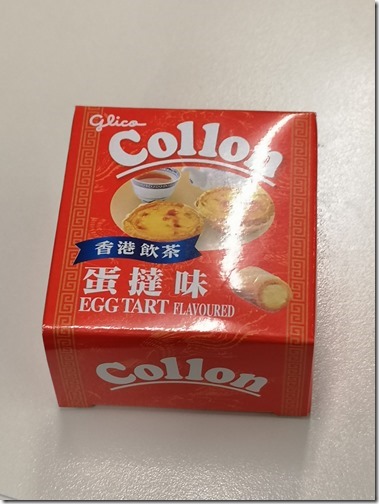 glico
Collon
香港飲茶
蛋撻味
EGG TART FLAVOURED
Collon